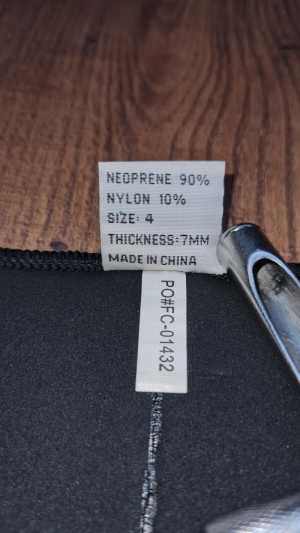 NEOPRENE 90%
NYLON 10%
SIZE: 4
THICKNESS:7MM
MADE IN CHINA
PO#FC-01432